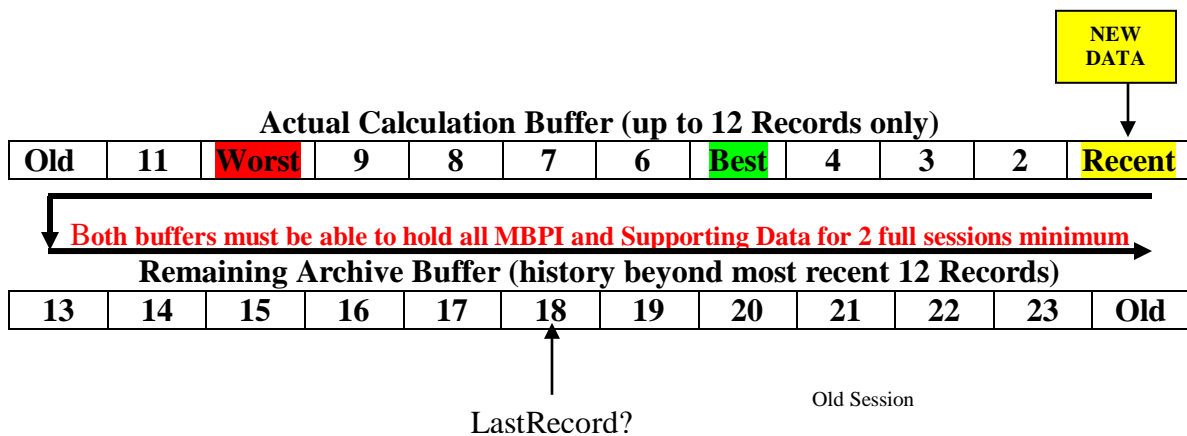 NEW
DATA
Actual Calculation Buffer (up to 12 Records only)
Old 11 Worst 9 8 7 6 Best 4 3 2 Recent
Both buffers must be able to hold all MBPI and Supporting Data for 2 full sessions minimum
Remaining Archive Buffer (history beyond most recent 12 Records)
13 14 15 16 17 18 19 20 21 22 23 Old
Old Session
LastRecord?